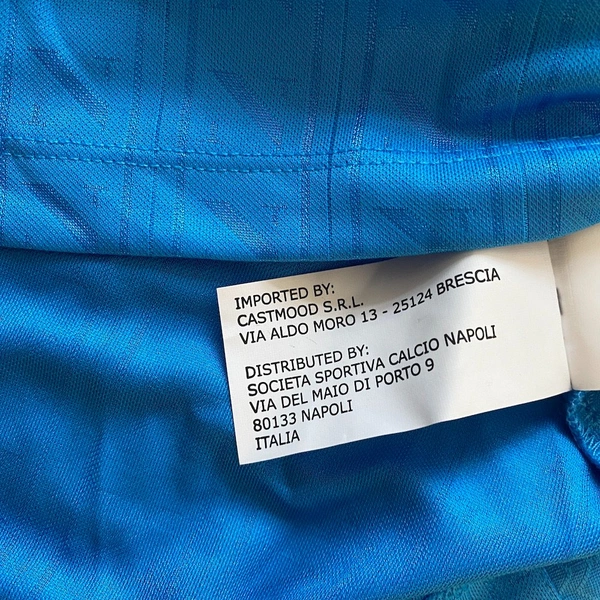 IMPORTED BY:
CASTMOOD S.R.L.
VIA ALDO MORO 13 - 25124 BRESCIA
DISTRIBUTED BY:
SOCIETA SPORTIVA CALCIO NAPOLI
VIA DEL MAIO DI PORTO 9
80133 NAPOLI
ITALIA